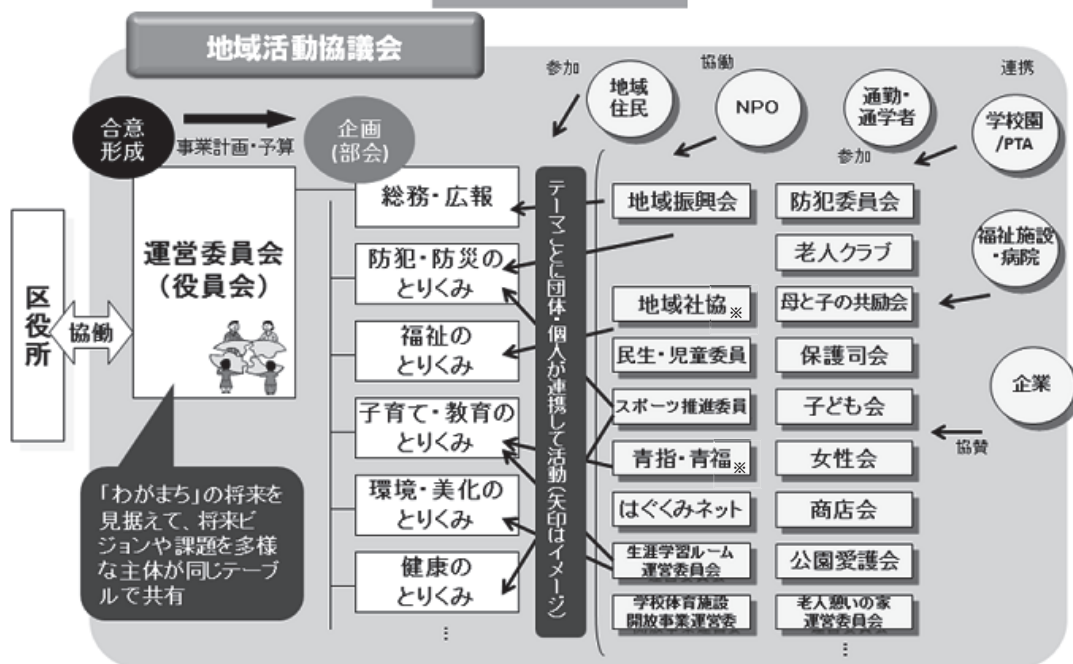 地域活動協議会
合意
形成
事業計画・予算
企画
(部会)
参加
地域
住民
協働
NPO
通勤・
通学者
参加
連携
学校園
/PTA
福祉施設
・病院
企業
協賛
区役所
協働
運営委員会
(役員会)
「わがまち」の将来を
見据えて、将来ビ
ジョンや課題を多様
な主体が同じテーブ
ルで共有
総務・広報
防犯・防災の
とりくみ
福祉の
とりくみ
子育て・教育の
とりくみ
環境・美化の
とりくみ
健康の
とりくみ
…
テーマごとに団体・個人が連携して活動(矢印はイメージ)
地域振興会
地域社協※
民生・児童委員
スポーツ推進委員
青指・青福※
はぐくみネット
生涯学習ルーム
運営委員会
学校体育施設
開放事業運営委
防犯委員会
老人クラブ
母と子の共励会
保護司会
子ども会
女性会
商店会
公園愛護会
老人憩いの家
運営委員会
…